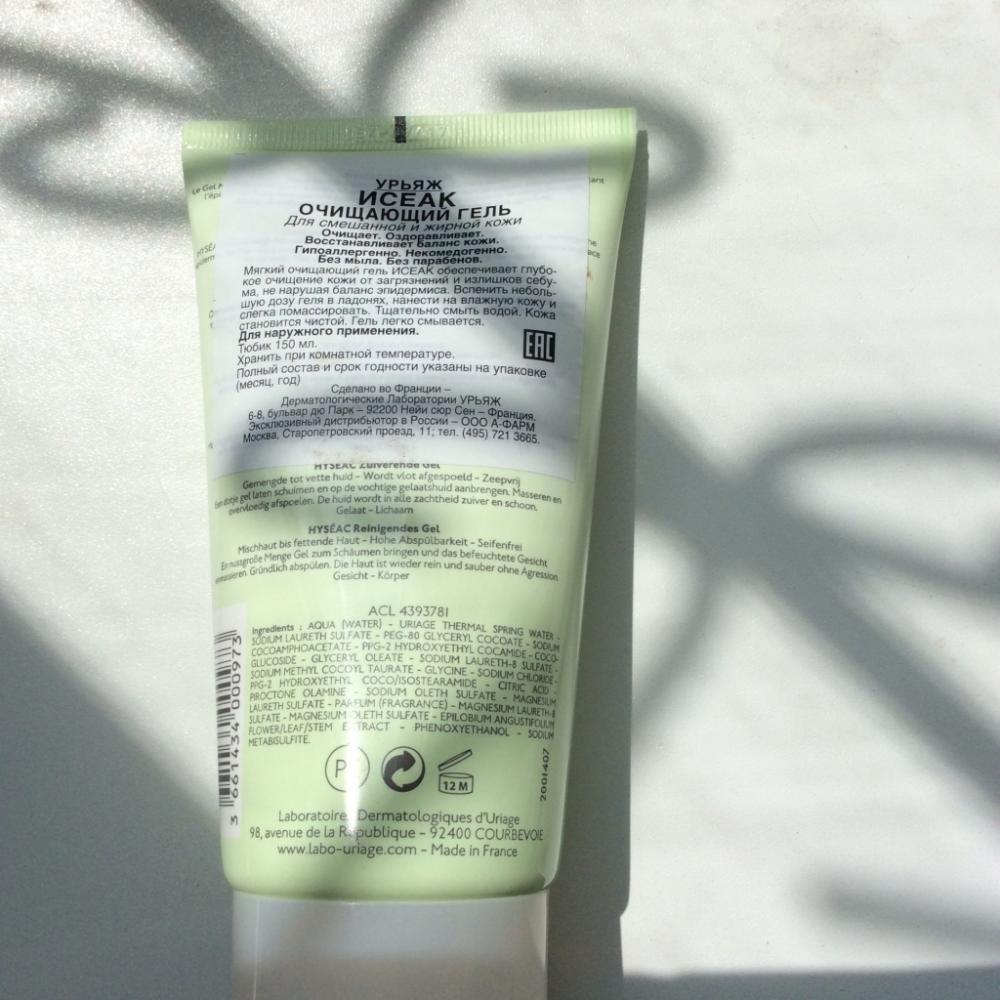 Le Gel
УРЬЯЖ
ИСЕАК
ОЧИЩАЮЩИЙ ГЕЛЬ
Для смешанной и жирной кожи
Очищает. Оздоравливает.
Восстанавливает баланс кожи.
Гипоаллергенно. Некомедогенно.
Без мыла. Без парабенов.
Мягкий очищающий гель ИСЕАК обеспечивает глубо-
кое очищение кожи от загрязнений и излишков себу-
ма, не нарушая баланс эпидермиса. Вспенить неболь-
шую дозу геля в ладонях, нанести на влажную кожу и
слегка помассировать. Тщательно смыть водой. Кожа
становится чистой. Гель легко смывается.
Для наружного применения.
Тюбик 150 мл.
Хранить при комнатной температуре.
Полный состав и срок годности указаны на упаковке
(месяц, год)
EAC
Сделано во Франции –
Дерматологические Лаборатории УРЬЯЖ
6-8, бульвар дю Парк – 92200 Нейи сюр Сен – Франция.
Эксклюзивный дистрибьютор в России – ООО А-ФАРМ
Москва, Старопетровский проезд, 11; тел. (495) 721 3665.
HYSÉAC Zuiverende Gel
Gemengde tot vette huid – Wordt vlot afgespoeld – Zeepvrij
Een dotje gel laten schuimen en op de vochtige gelaatshuid aanbrengen. Masseren en
overvloedig afspoelen. De huid wordt in alle zachtheid zuiver en schoon.
Gelaat – Lichaam
HYSÉAC Reinigendes Gel
Mischhaut bis fettende Haut – Hohe Abspülbarkeit – Seifenfrei
Ein nussgroße Menge Gel zum Schäumen bringen und das befeuchtete Gesicht
Gründlich abspülen. Die Haut ist wieder rein und sauber ohne Agression.
Gesicht – Körper
ACL 4393781
Ingredients : AQUA (WATER) - URIAGE THERMAL SPRING WATER -
SODIUM LAURETH SULFATE - PEG-80 GLYCERYL COCOATE - SODIUM
COCOAMPHOACETATE - PPG-2 HYDROXYETHYL COCAMIDE - COCO-
GLUCOSIDE - GLYCERYL OLEATE - SODIUM LAURETH-8 SULFATE -
SODIUM METHYL COCOYL TAURATE - GLYCINE - SODIUM CHLORIDE -
PPG-2 HYDROXYETHYL COCO/ISOSTEARAMIDE - CITRIC ACID -
PIROCTONE OLAMINE - SODIUM OLETH SULFATE - MAGNESIUM
LAURETH SULFATE - PARFUM (FRAGRANCE) - MAGNESIUM LAURETH-8
SULFATE - MAGNESIUM OLETH SULFATE - EPILOBIUM ANGUSTIFOLIUM
FLOWER/LEAF/STEM EXTRACT - PHENOXYETHANOL - SODIUM
METABISULFITE.
3 661434 000973
P
12 M
2001407
Laboratoires Dermatologiques d'Uriage
98, avenue de la République – 92400 COURBEVOIE
www.labo-uriage.com – Made in France